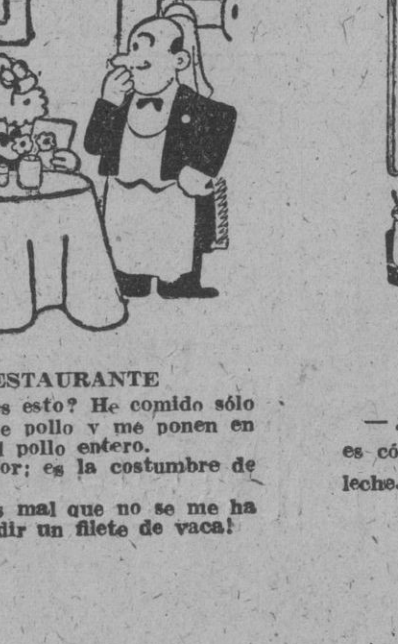 ESTAURANTE
s esto? He comido sólo
e pollo y me ponen en
l pollo entero.
or; es la costumbre de
s mal que no se me ha
dir un filete de vaca!
—
es có
leche.